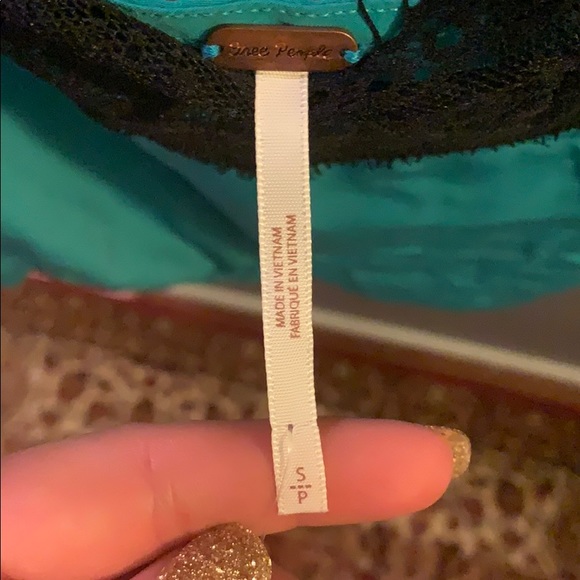 free People
MADE IN VIETNAM
FABRIQUÉ EN VIETNAM
S
P